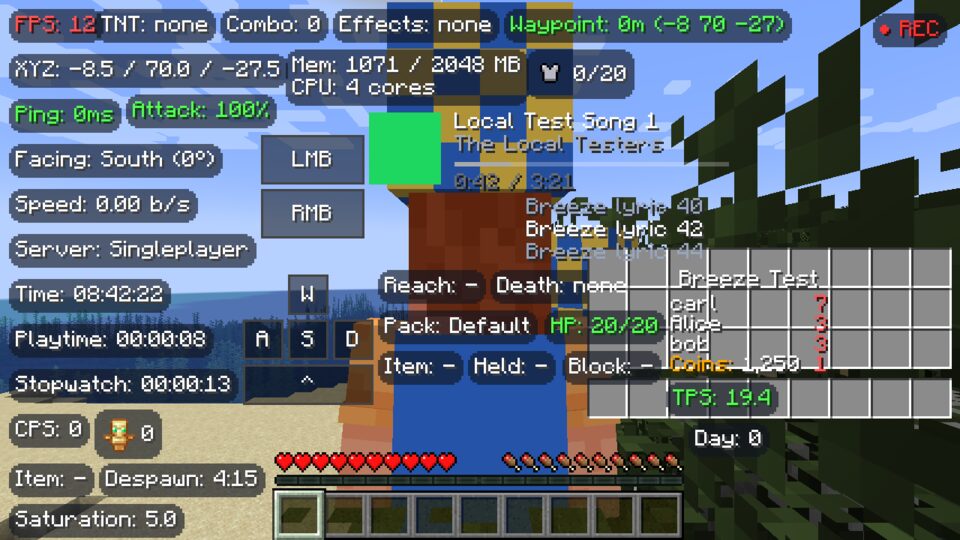 FPS: 12
TNT: none
Combo: 0
Effects: none
Waypoint: 0m (-8 70 -27)
REC
XYZ: -8.5 / 70.0 / -27.5
Mem: 1071 / 2048 MB
CPU: 4 cores
0/20
Ping: 0ms
Attack: 100%
Local Test Song 1
The Local Testers
0:42 / 3:21
Facing: South (0°)
LMB
Speed: 0.00 b/s
RMB
Breeze lyric 40
Breeze lyric 42
Breeze lyric 44
Server: Singleplayer
Time: 08:42:22
W
Reach: -
Death: none
Breeze Test
carl 7
Alice 3
bob 3
Coins: 1,250 1
Playtime: 00:00:08
A
S
D
Pack: Default
HP: 20/20
Stopwatch: 00:00:13
^
Item: -
Held: -
Block: -
TPS: 19.4
CPS: 0
0
Day: 0
Item: -
Despawn: 4:15
Saturation: 5.0